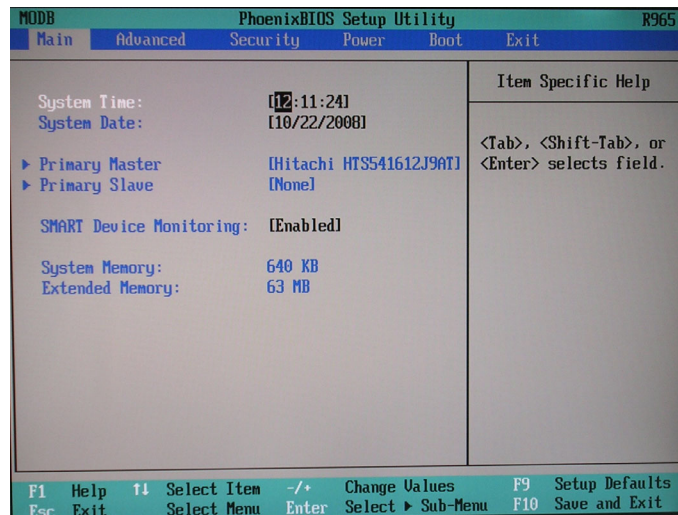 MODB PhoenixBIOS Setup Utility R965
Main Advanced Security Power Boot Exit
Item Specific Help
System Time: [12:11:24]
System Date: [10/22/2008]
<Tab>, <Shift-Tab>, or
<Enter> selects field.
Primary Master [Hitachi HTS541612J9AT]
Primary Slave [None]
SMART Device Monitoring: [Enabled]
System Memory: 640 KB
Extended Memory: 63 MB
F1 Help ↑↓ Select Item -/+ Change Values F9 Setup Defaults
Esc Exit Select Menu Enter Select ▶ Sub-Menu F10 Save and Exit